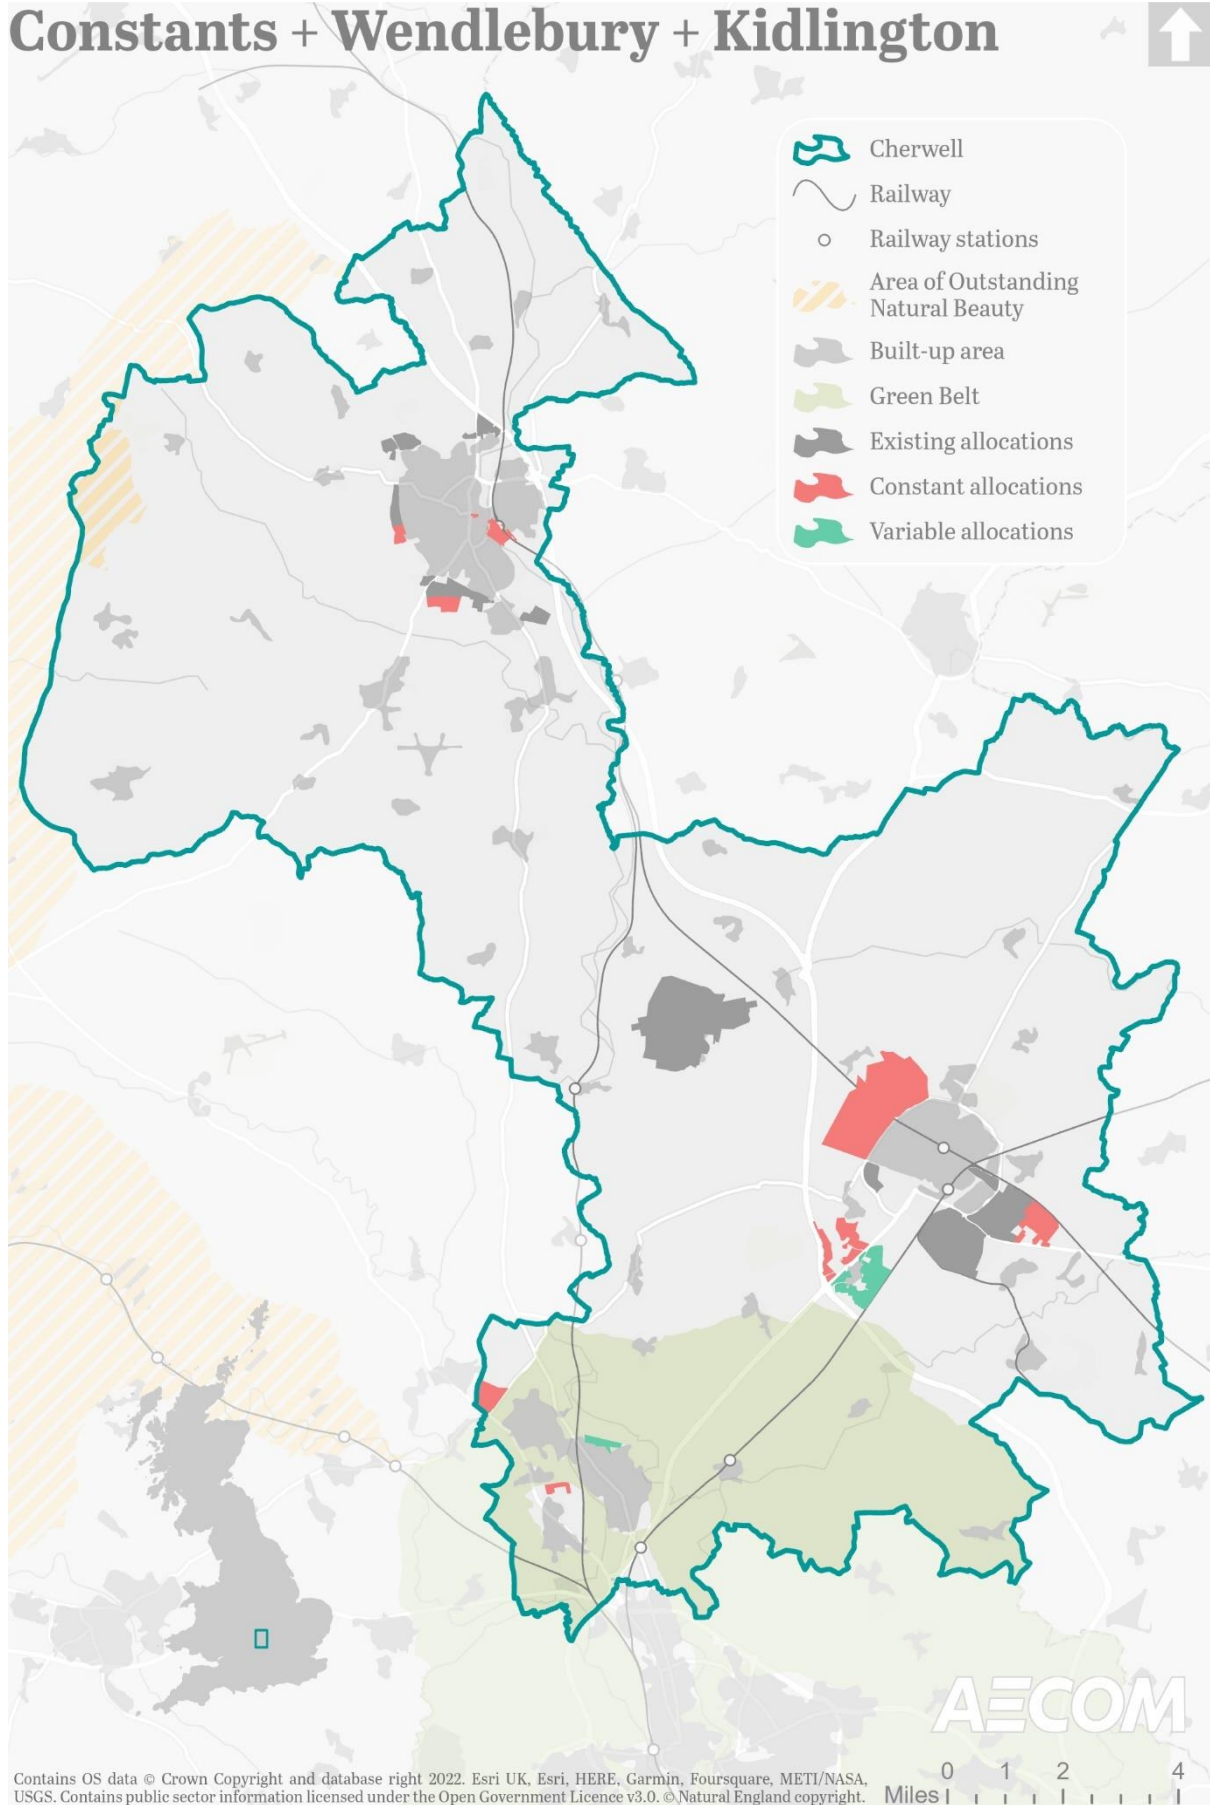 Constants + Wendlebury + Kidlington
Cherwell
Railway
Railway stations
Area of Outstanding
Natural Beauty
Built-up area
Green Belt
Existing allocations
Constant allocations
Variable allocations
AECOM
Contains OS data © Crown Copyright and database right 2022. Esri UK, Esri, HERE, Garmin, Foursquare, METI/NASA,
USGS. Contains public sector information licensed under the Open Government Licence v3.0. © Natural England copyright.
0 1 2 4
Miles